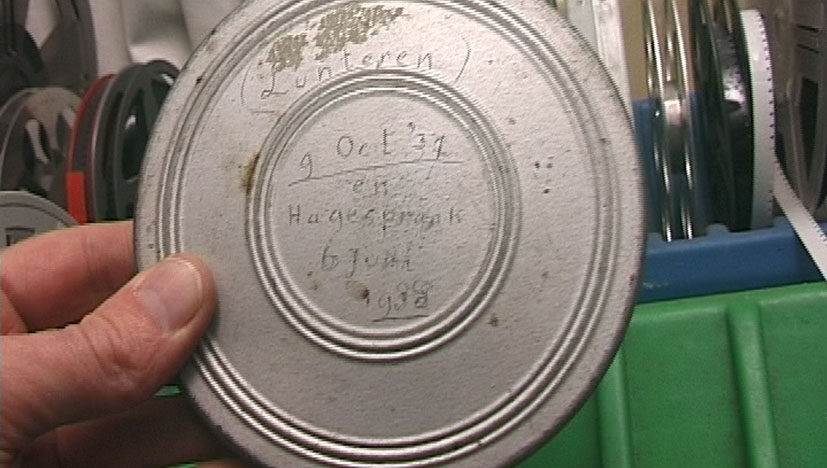 (Lunteren)
9 Oct '37
en
Hagespraak
6 Juni
1938